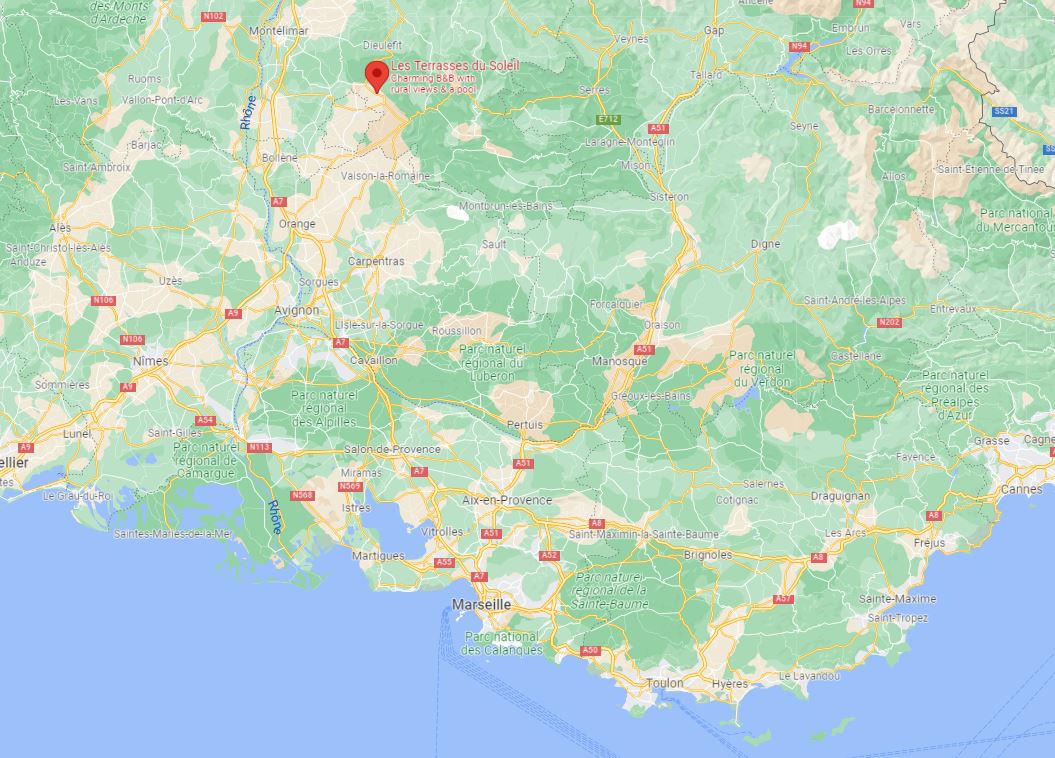 des Monts
d'Ardèche
N102
Montélimar
Dieulefit
Veynes
Gap
Ancelle
N94
Embrun
Vars
N94
Les Orres
Tallard
Les Terrasses du Soleil
Charming B&B with
rural views & a pool
Ruoms
Les-Vans
Vallon-Pont-d'Arc
Rhône
Serres
E712
A51
Barcelonnette
SS21
Seyne
Barjac
Laragne-Montéglin
Bollène
Mison
Saint-Ambroix
Vaison-la-Romaine
Allos
Saint-Étienne-de-Tinée
A7
Montbrun-les-Bains
Sisteron
Parc national
du Mercantou
Alès
Orange
Sault
Digne
Saint-Christol-lès-Alès
Anduze
Carpentras
Uzès
Sorgues
N106
A9
Avignon
Forcalquier
Saint-André-les-Alpes
Entrevaux
N202
L'Isle-sur-la-Sorgue
Roussillon
Oraison
N106
A7
Nîmes
Cavaillon
Parc naturel
régional du
Luberon
Manosque
A51
Parc naturel
régional
du Verdon
Castellane
Sommières
A9
Parc naturel
régional
des Alpilles
Gréoux-les-Bains
Parc naturel
régional des
Préalpes
d'Azur
A54
Lunel
Saint-Gilles
Pertuis
A9
N113
Salon-de-Provence
Grasse
Cagne
ellier
Parc naturel
régional de
Camargue
A51
Fayence
Miramas
A7
Salernes
Cannes
N569
Le Grau-du-Roi
N568
Istres
Aix-en-Provence
Cotignac
Draguignan
Rhône
A8
A8
Saintes-Maries-de-la-Mer
Vitrolles
A51
Saint-Maximin-la-Sainte-Baume
Les Arcs
Fréjus
Martigues
A55
A52
Brignoles
A8
A7
Parc naturel
régional de la
Sainte-Baume
Marseille
A57
Sainte-Maxime
Saint-Tropez
Parc national
des Calanques
A50
Toulon
Hyères
Le Lavandou